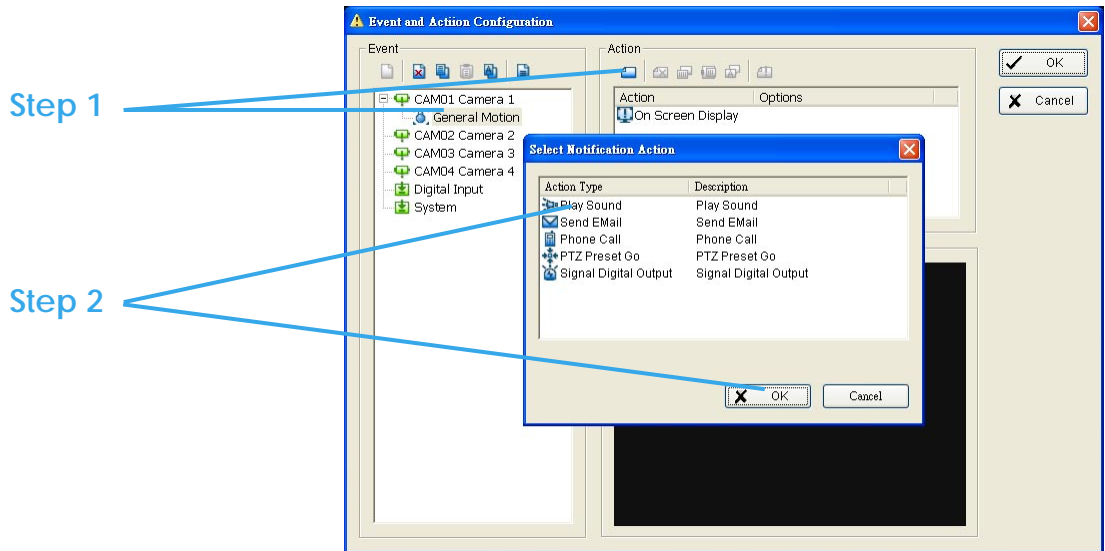 Event and Actiion Configuration
Event
Action
OK
Cancel
Step 1
CAM01 Camera 1
General Motion
CAM02 Camera 2
CAM03 Camera 3
CAM04 Camera 4
Digital Input
System
Action Options
On Screen Display
Select Notification Action
Action Type Description
Play Sound Play Sound
Send EMail Send EMail
Phone Call Phone Call
PTZ Preset Go PTZ Preset Go
Signal Digital Output Signal Digital Output
Step 2
OK Cancel